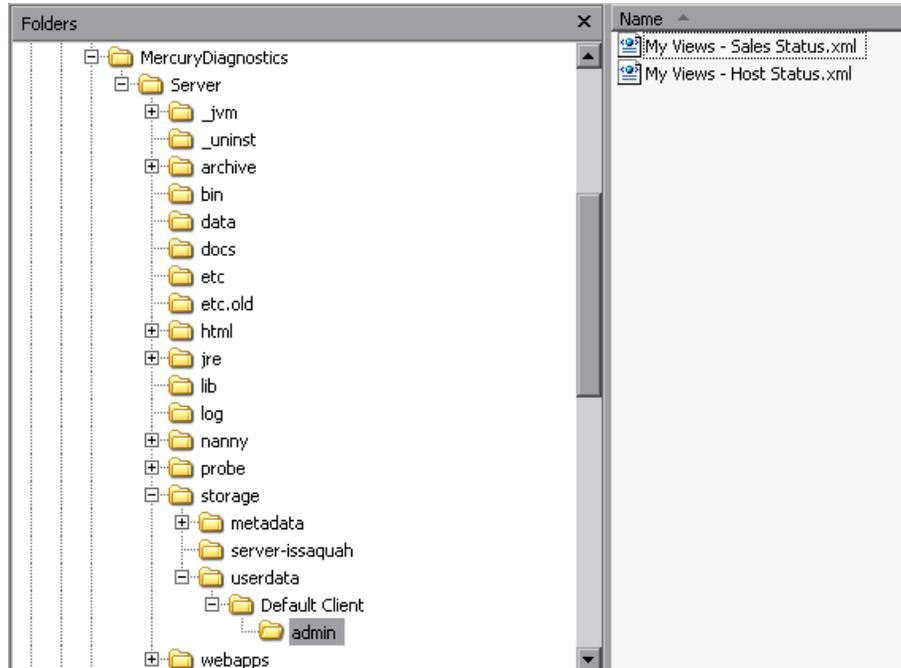 Folders
MercuryDiagnostics
Server
_jvm
_uninst
archive
bin
data
docs
etc
etc.old
html
jre
lib
log
nanny
probe
storage
metadata
server-issaquah
userdata
Default Client
admin
webapps
Name
My Views - Sales Status.xml
My Views - Host Status.xml